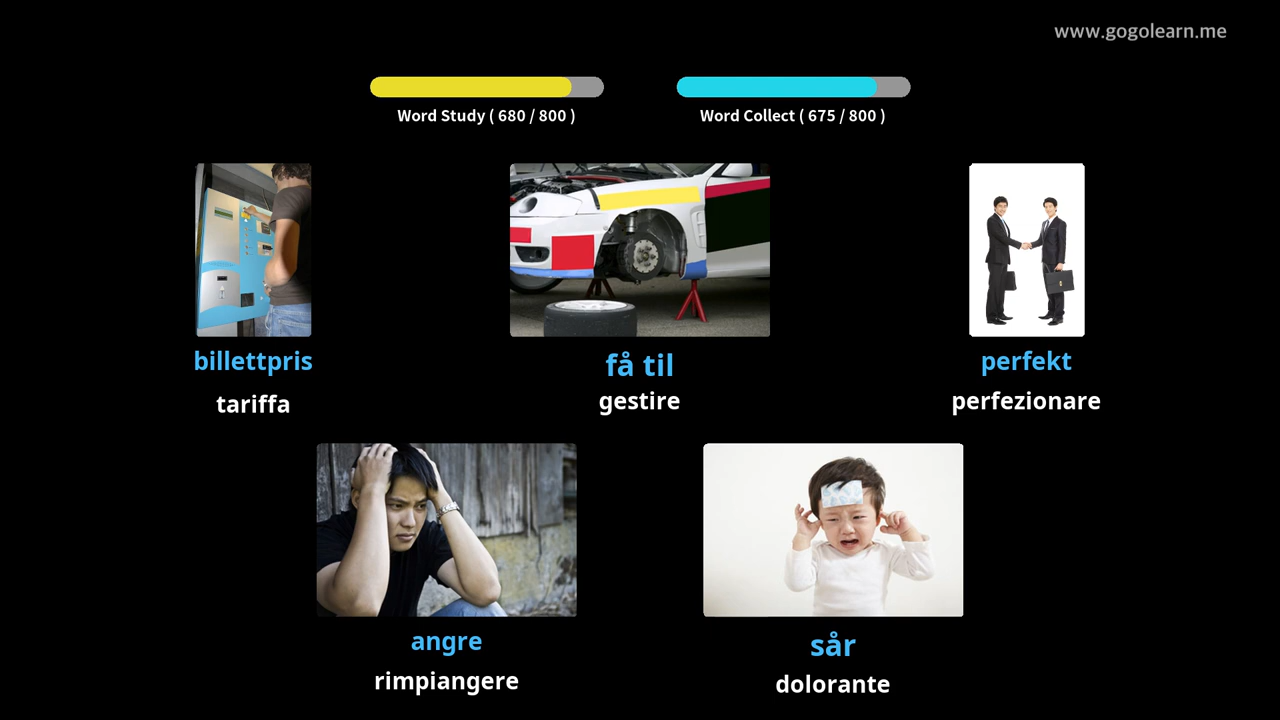 www.gogolearn.me
Word Study ( 680 / 800 )
Word Collect ( 675 / 800 )
billettpris
tariffa
få til
gestire
perfekt
perfezionare
angre
rimpiangere
sår
dolorante